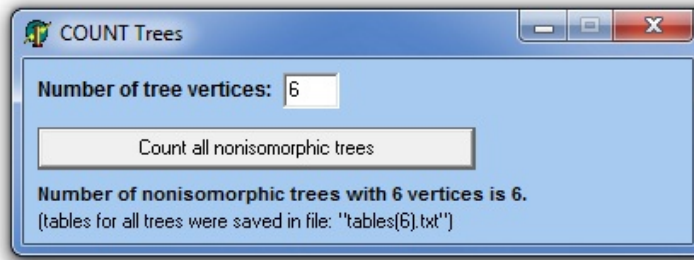 COUNT Trees
Number of tree vertices: 6
Count all nonisomorphic trees
Number of nonisomorphic trees with 6 vertices is 6.
(tables for all trees were saved in file: "tables(6).txt")